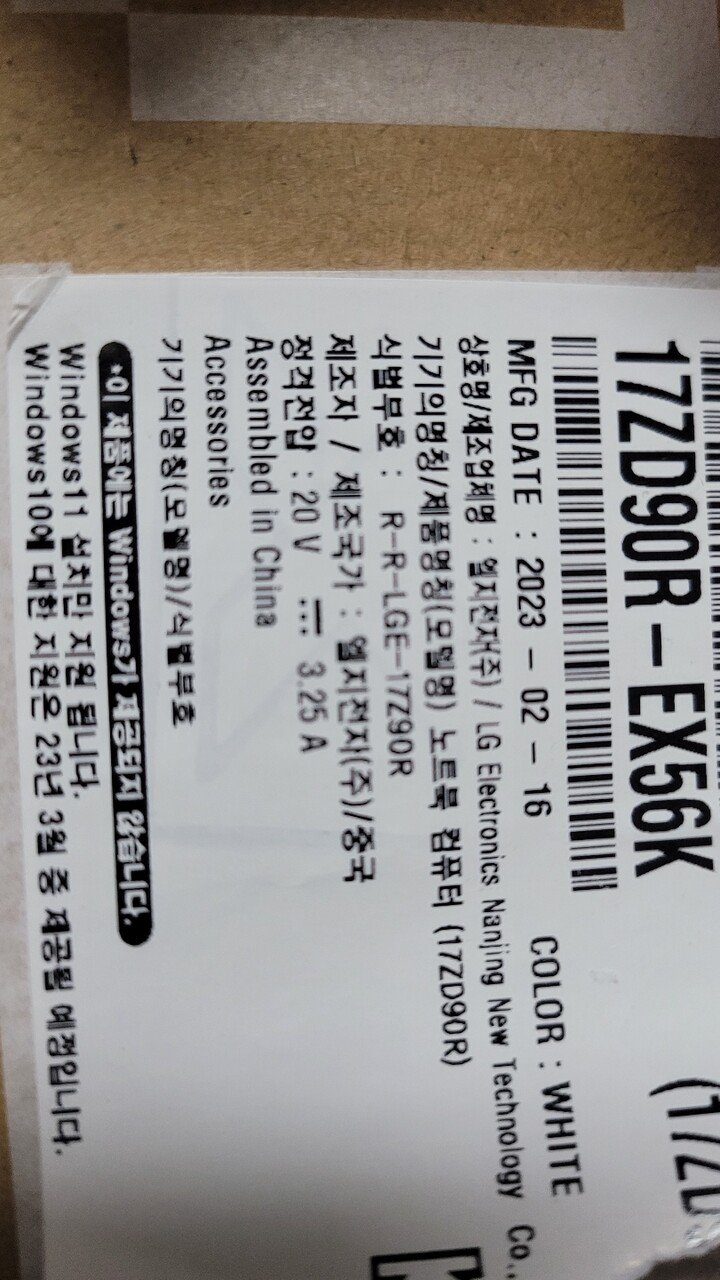 17ZD90R-EX56K
(17ZD
MFG DATE : 2023 - 02 - 16 COLOR : WHITE
상호명/제조업체명 : 엘지전자(주) / LG Electronics Nanjing New Technology Co.,
기기의명칭/제품명칭(모델명) 노트북 컴퓨터 (17ZD90R)
식별부호 : R-R-LGE-17Z90R
제조자 / 제조국가 : 엘지전자(주)/중국
정격전압 : 20 V ⎓ 3.25 A
Assembled in China
Accessories
기기의명칭(모델명)/식별부호
•이 제품에는 Windows가 제공되지 않습니다.
Windows11 설치만 지원 됩니다.
Windows10에 대한 지원은 23년 3월 중 제공될 예정입니다.